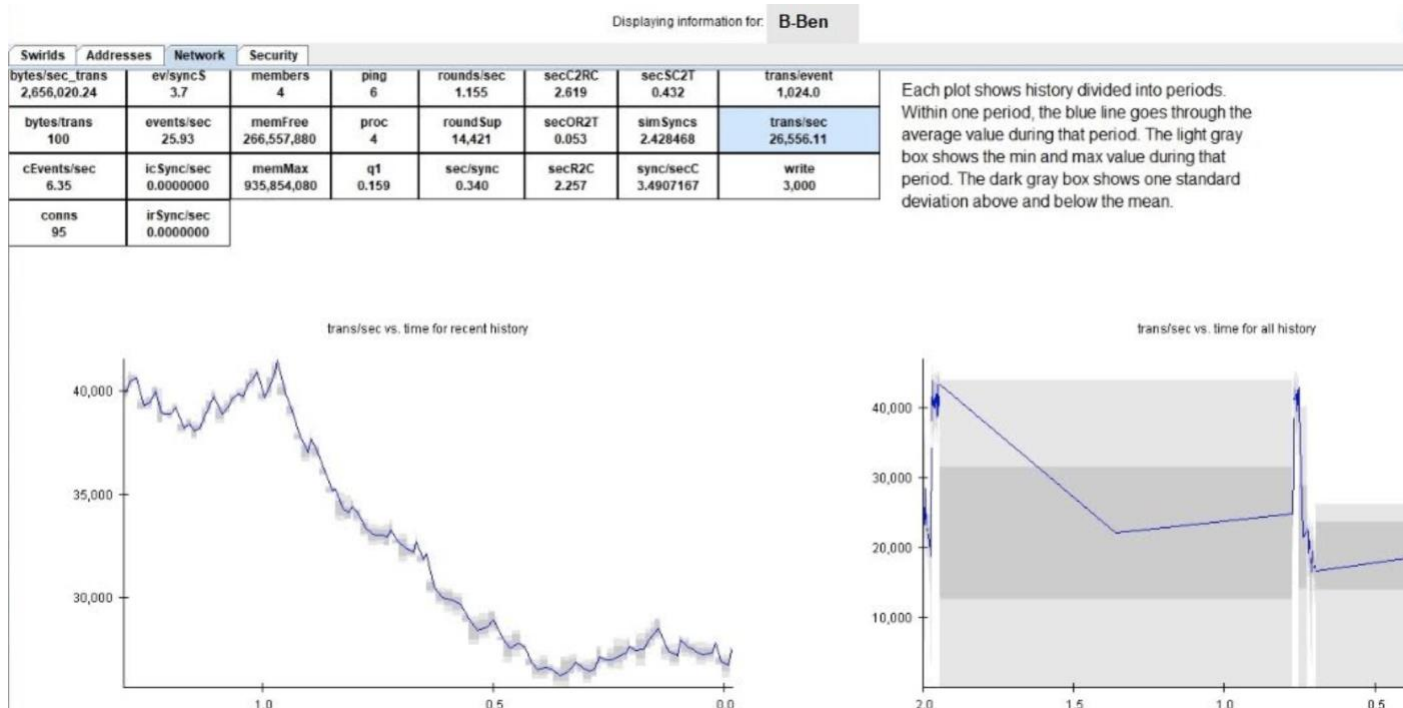 Displaying information for: B-Ben
Swirlds Addresses Network Security
bytes/sec_trans ev/syncS members ping rounds/sec secC2RC secSC2T trans/event
2,656,020.24 3.7 4 6 1.155 2.619 0.432 1,024.0
bytes/trans events/sec memFree proc roundSup secOR2T simSyncs trans/sec
100 25.93 266,557,880 4 14,421 0.053 2.428468 26,556.11
cEvents/sec icSync/sec memMax q1 sec/sync secR2C sync/secC write
6.35 0.0000000 935,854,080 0.159 0.340 2.257 3.4907167 3,000
conns irSync/sec
95 0.0000000
Each plot shows history divided into periods.
Within one period, the blue line goes through the
average value during that period. The light gray
box shows the min and max value during that
period. The dark gray box shows one standard
deviation above and below the mean.
trans/sec vs. time for recent history
40,000
35,000
30,000
1.0 0.5 0.0
trans/sec vs. time for all history
40,000
30,000
20,000
10,000
2.0 1.5 1.0 0.5